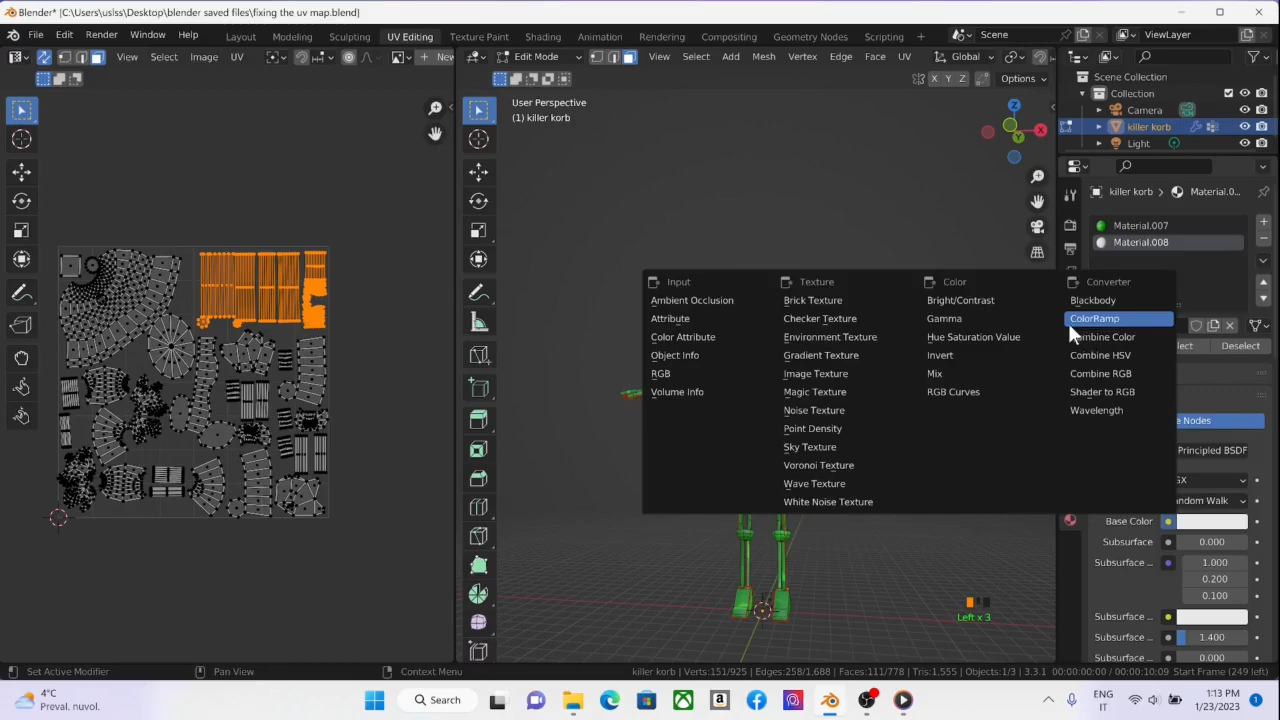 Blender* [C:\Users\uslss\Desktop\blender saved files\fixing the uv map.blend]
File Edit Render Window Help Layout Modeling Sculpting UV Editing Texture Paint Shading Animation Rendering Compositing Geometry Nodes Scripting + Scene ViewLayer
View Select Image UV New Edit Mode View Select Add Mesh Vertex Edge Face UV Global
X Y Z Options
Scene Collection
Collection
Camera
killer korb
Light
User Perspective
(1) killer korb
Z
X
Y
killer korb Material.0...
Material.007
Material.008
Input Texture Color Converter
Ambient Occlusion Brick Texture Bright/Contrast Blackbody
Attribute Checker Texture Gamma ColorRamp
Color Attribute Environment Texture Hue Saturation Value Combine Color
Object Info Gradient Texture Invert Combine HSV
RGB Image Texture Mix Combine RGB
Volume Info Magic Texture RGB Curves Shader to RGB
Noise Texture Wavelength
Point Density
Sky Texture
Voronoi Texture
Wave Texture
White Noise Texture
ect Deselect
se Nodes
Principled BSDF
GX
andom Walk
Base Color
Subsurface 0.000
Subsurface ... 1.000
0.200
0.100
Subsurface ...
Subsurface ... 1.400
0.000
Left x 3
Set Active Modifier Pan View Context Menu killer korb | Verts:151/925 | Edges:258/1,688 | Faces:111/778 | Tris:1,555 | Objects:1/3 | 3.3.1 00:00:00:00 / 00:00:10:09 Start Frame (249 left)
4°C
Preval. nuvol.
Search
ENG
IT
1:13 PM
1/23/2023